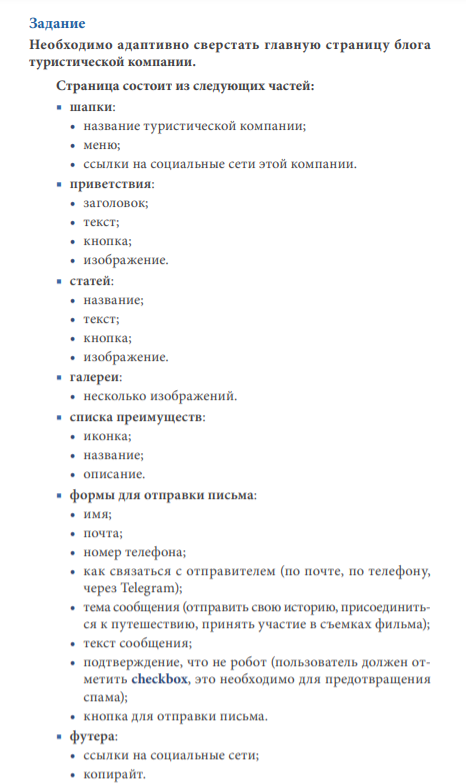 Задание
Необходимо адаптивно сверстать главную страницу блога
туристической компании.
Страница состоит из следующих частей:
▪ шапки:
• название туристической компании;
• меню;
• ссылки на социальные сети этой компании.
▪ приветствия:
• заголовок;
• текст;
• кнопка;
• изображение.
▪ статей:
• название;
• текст;
• кнопка;
• изображение.
▪ галереи:
• несколько изображений.
▪ списка преимуществ:
• иконка;
• название;
• описание.
▪ формы для отправки письма:
• имя;
• почта;
• номер телефона;
• как связаться с отправителем (по почте, по телефону,
через Telegram);
• тема сообщения (отправить свою историю, присоединить-
ся к путешествию, принять участие в съемках фильма);
• текст сообщения;
• подтверждение, что не робот (пользователь должен от-
метить checkbox, это необходимо для предотвращения
спама);
• кнопка для отправки письма.
▪ футера:
• ссылки на социальные сети;
• копирайт.